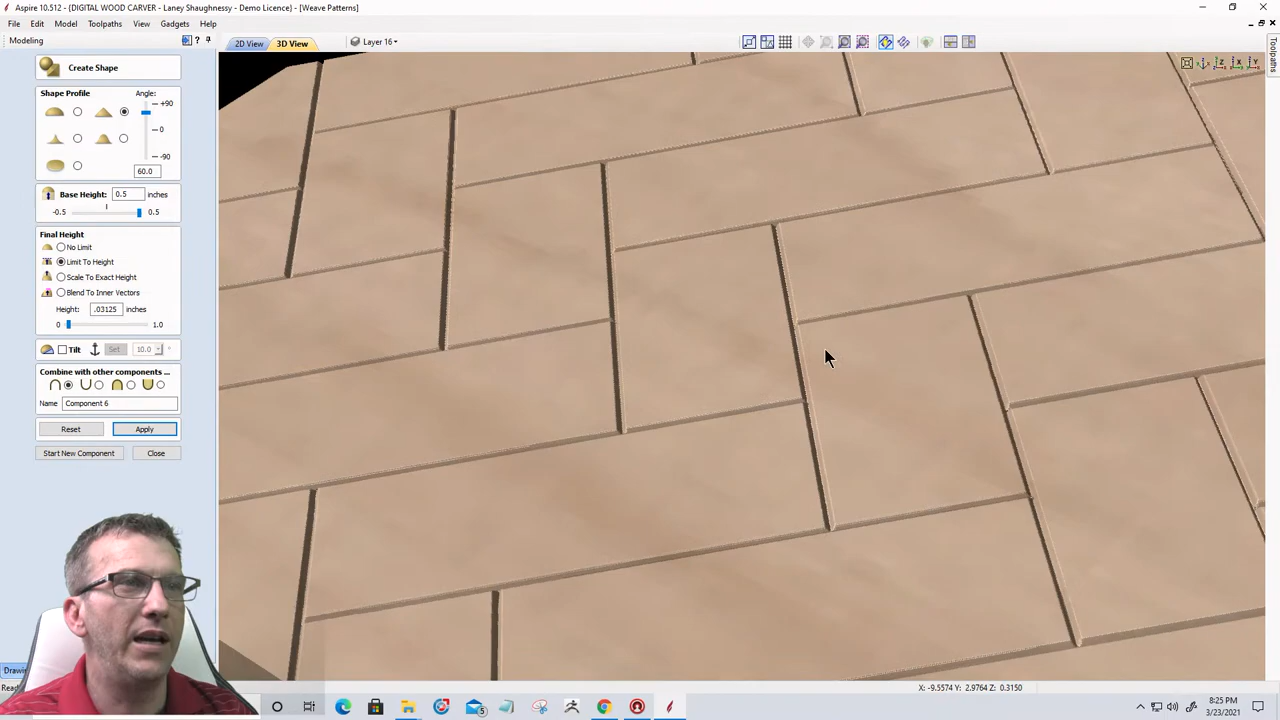 Aspire 10.512 - (DIGITAL WOOD CARVER - Laney Shaughnessy - Demo Licence) - [Weave Patterns]
File Edit Model Toolpaths View Gadgets Help
Modeling
2D View 3D View Layer 16
Toolpaths
Create Shape
Shape Profile Angle:
+90
0
-90
60.0
Base Height: 0.5 inches
-0.5 0.5
Final Height
No Limit
Limit To Height
Scale To Exact Height
Blend To Inner Vectors
Height: .03125 inches
0 1.0
Tilt Set 10.0 °
Combine with other components ...
Name Component 6
Reset Apply
Start New Component Close
X: -9.5574 Y: 2.9764 Z: 0.3150
5
8:25 PM
3/23/2021